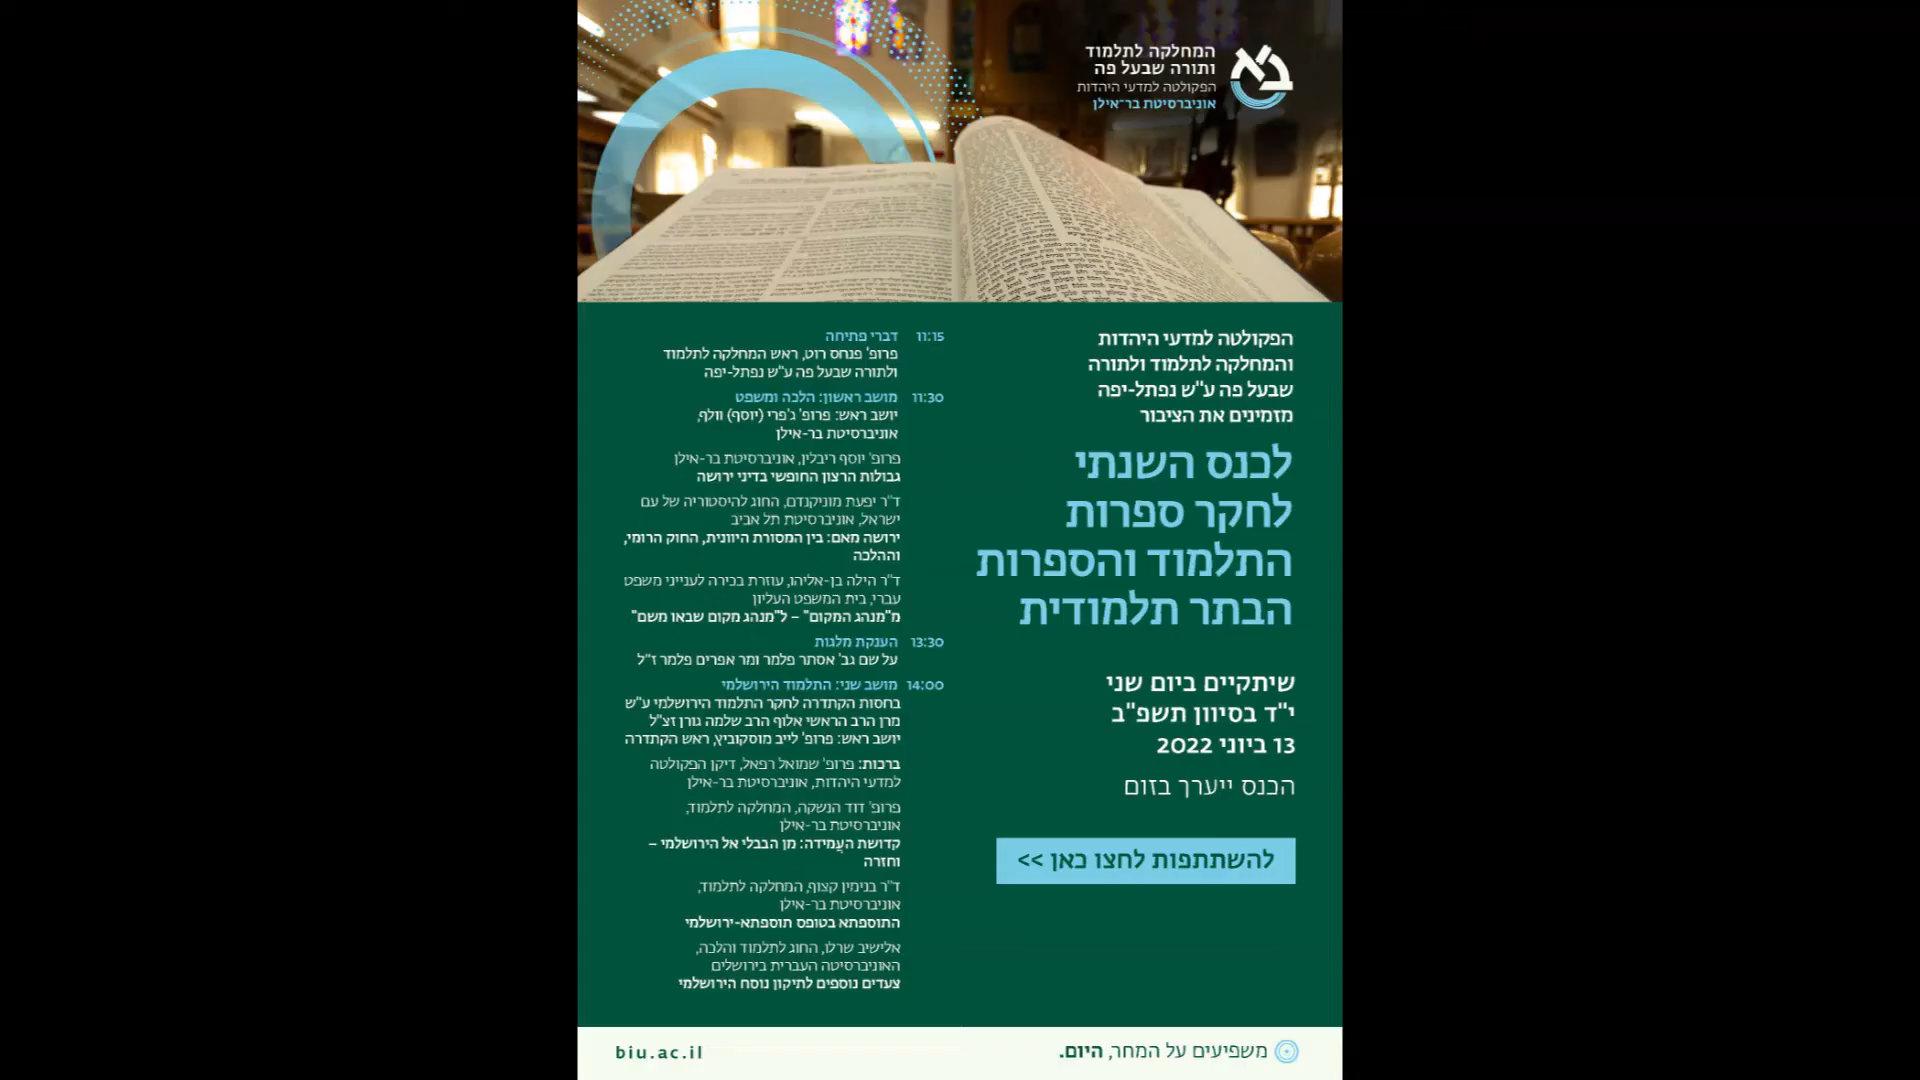 המחלקה לתלמוד
ותורה שבעל פה
הפקולטה למדעי היהדות
אוניברסיטת בר־אילן
הפקולטה למדעי היהדות
והמחלקה לתלמוד ולתורה
שבעל פה ע"ש נפתל-יפה
מזמינים את הציבור
לכנס השנתי
לחקר ספרות
התלמוד והספרות
הבתר תלמודית
שיתקיים ביום שני
י"ד בסיוון תשפ"ב
13 ביוני 2022
הכנס ייערך בזום
להשתתפות לחצו כאן >>
11:15 דברי פתיחה
פרופ' פנחס רוט, ראש המחלקה לתלמוד
ולתורה שבעל פה ע"ש נפתל-יפה
11:30 מושב ראשון: הלכה ומשפט
יושב ראש: פרופ' ג'פרי (יוסף) וולף,
אוניברסיטת בר-אילן
פרופ' יוסף ריבלין, אוניברסיטת בר-אילן
גבולות הרצון החופשי בדיני ירושה
ד"ר יפעת מוניקנדם, החוג להיסטוריה של עם
ישראל, אוניברסיטת תל אביב
ירושה מאם: בין המסורת היוונית, החוק הרומי,
וההלכה
ד"ר הילה בן-אליהו, עוזרת בכירה לענייני משפט
עברי, בית המשפט העליון
מ"מנהג המקום" – ל"מנהג מקום שבאו משם"
13:30 הענקת מלגות
על שם גב' אסתר פלמר ומר אפרים פלמר ז"ל
14:00 מושב שני: התלמוד הירושלמי
בחסות הקתדרה לחקר התלמוד הירושלמי ע"ש
מרן הרב הראשי אלוף הרב שלמה גורן זצ"ל
יושב ראש: פרופ' לייב מוסקוביץ, ראש הקתדרה
ברכות: פרופ' שמואל רפאל, דיקן הפקולטה
למדעי היהדות, אוניברסיטת בר-אילן
פרופ' דוד הנשקה, המחלקה לתלמוד,
אוניברסיטת בר-אילן
קדושת העֲמידה: מן הבבלי אל הירושלמי –
וחזרה
ד"ר בנימין קצוף, המחלקה לתלמוד,
אוניברסיטת בר-אילן
התוספתא בטופס תוספתא-ירושלמי
אלישיב שרלו, החוג לתלמוד והלכה,
האוניברסיטה העברית בירושלים
צעדים נוספים לתיקון נוסח הירושלמי
משפיעים על המחר, היום.
biu.ac.il